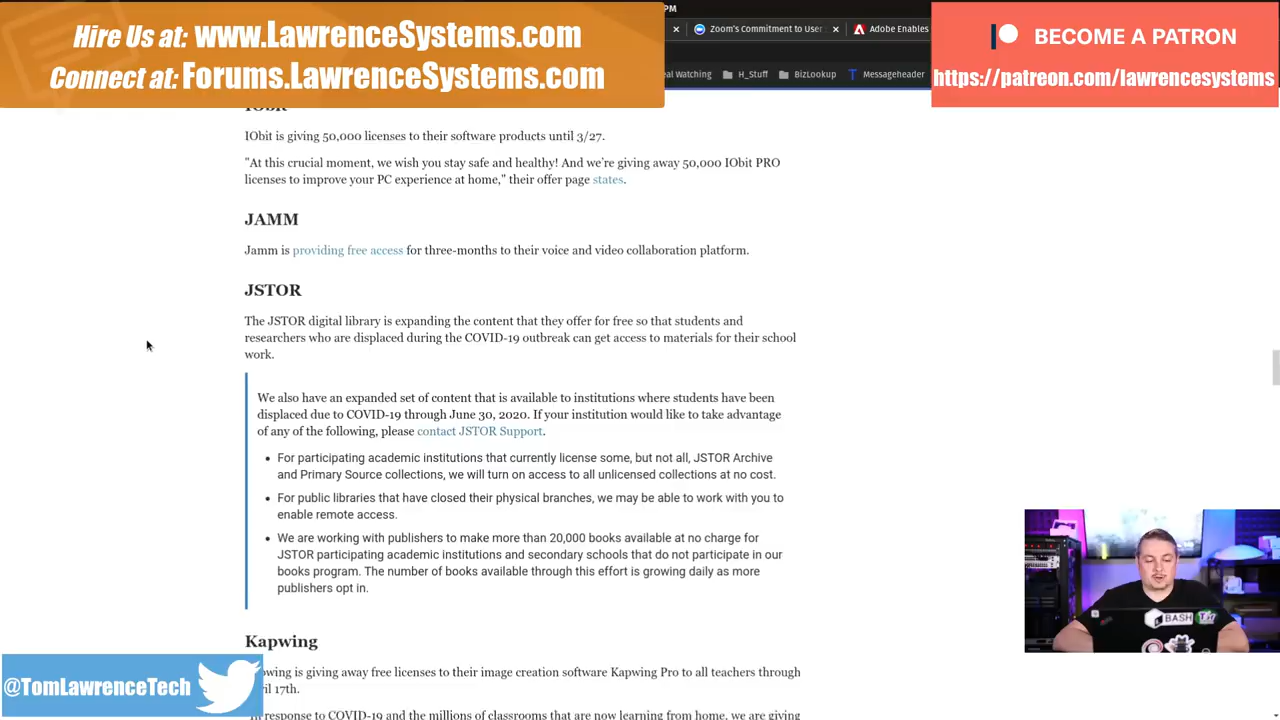 Hire Us at: www.LawrenceSystems.com
Connect at: Forums.LawrenceSystems.com
PM
Zoom's Commitment to User
Adobe Enables
eal Watching
H_Stuff
BizLookup
Messageheader
BECOME A PATRON
https://patreon.com/lawrencesystems
IObit is giving 50,000 licenses to their software products until 3/27.
"At this crucial moment, we wish you stay safe and healthy! And we're giving away 50,000 IObit PRO
licenses to improve your PC experience at home," their offer page states.
JAMM
Jamm is providing free access for three-months to their voice and video collaboration platform.
JSTOR
The JSTOR digital library is expanding the content that they offer for free so that students and
researchers who are displaced during the COVID-19 outbreak can get access to materials for their school
work.
We also have an expanded set of content that is available to institutions where students have been
displaced due to COVID-19 through June 30, 2020. If your institution would like to take advantage
of any of the following, please contact JSTOR Support.
• For participating academic institutions that currently license some, but not all, JSTOR Archive
and Primary Source collections, we will turn on access to all unlicensed collections at no cost.
• For public libraries that have closed their physical branches, we may be able to work with you to
enable remote access.
• We are working with publishers to make more than 20,000 books available at no charge for
JSTOR participating academic institutions and secondary schools that do not participate in our
books program. The number of books available through this effort is growing daily as more
publishers opt in.
Kapwing
wing is giving away free licenses to their image creation software Kapwing Pro to all teachers through
il 17th.
n response to COVID-19 and the millions of classrooms that are now learning from home, we are giving
@TomLawrenceTech
BASH